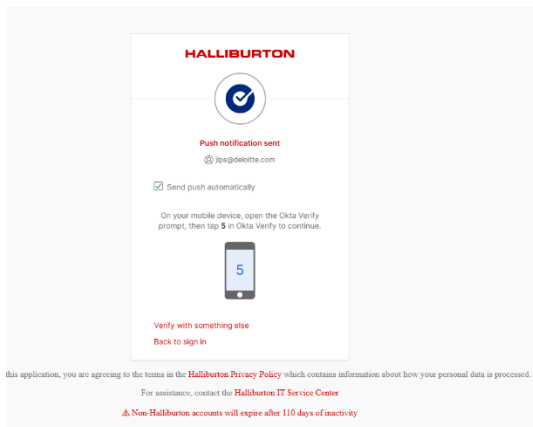 HALLIBURTON
Push notification sent
jips@deloitte.com
Send push automatically
On your mobile device, open the Okta Verify
prompt, then tap 5 in Okta Verify to continue.
5
Verify with something else
Back to sign in
this application, you are agreeing to the terms in the Halliburton Privacy Policy which contains information about how your personal data is processed.
For assistance, contact the Halliburton IT Service Center
⚠ Non-Halliburton accounts will expire after 110 days of inactivity